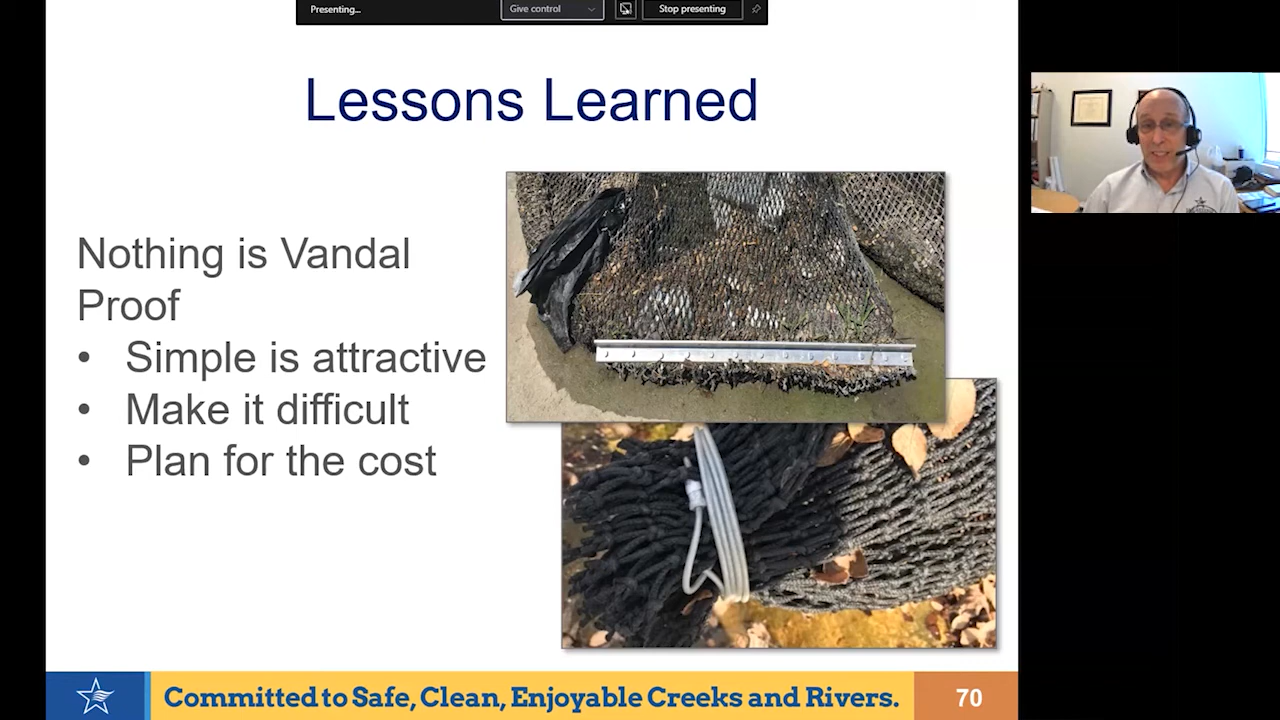 Presenting...
Give control
Stop presenting
Lessons Learned
Nothing is Vandal
Proof
• Simple is attractive
• Make it difficult
• Plan for the cost
Committed to Safe, Clean, Enjoyable Creeks and Rivers.
70